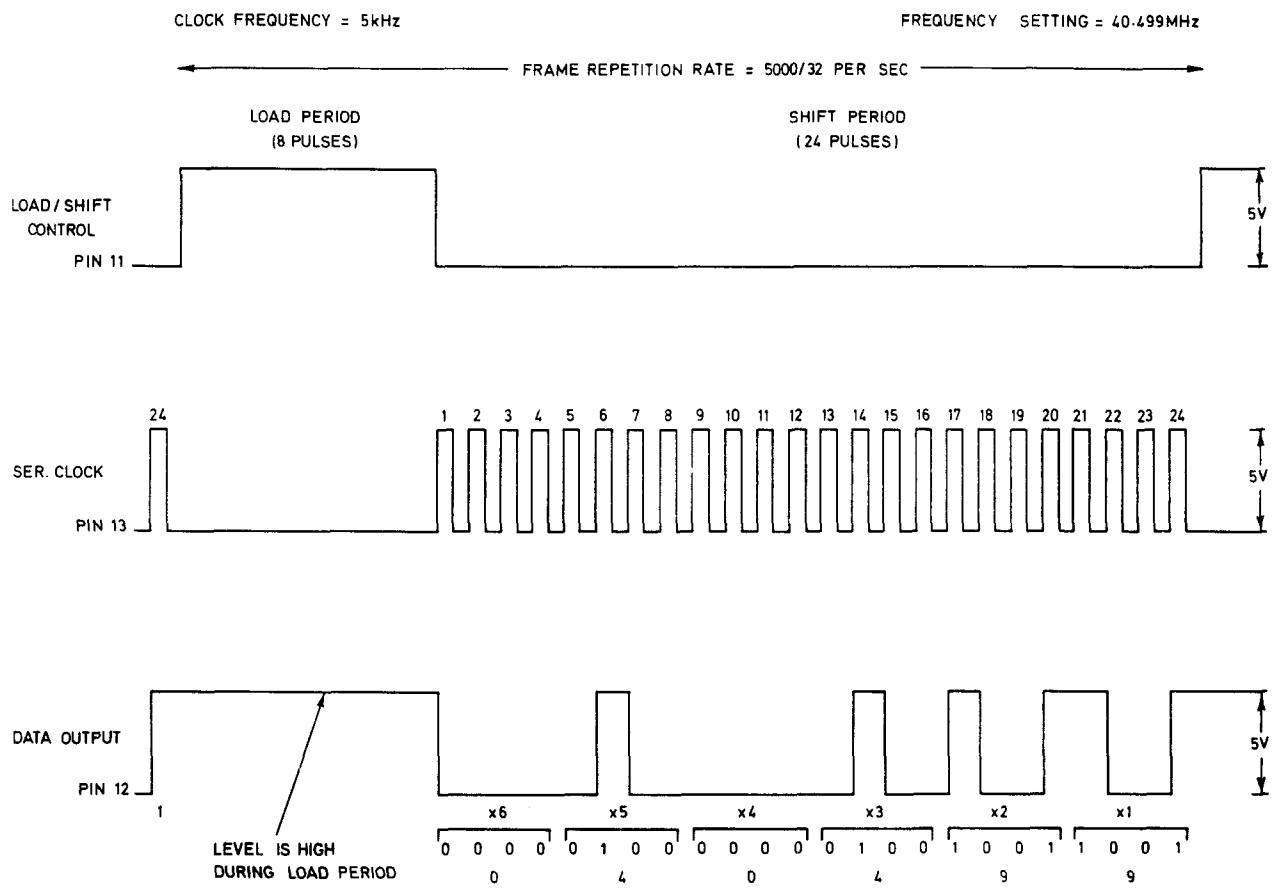 CLOCK FREQUENCY = 5kHz
FREQUENCY SETTING = 40·499MHz
FRAME REPETITION RATE = 5000/32 PER SEC
LOAD PERIOD
(8 PULSES)
SHIFT PERIOD
(24 PULSES)
LOAD/SHIFT
CONTROL
PIN 11
5V
24
1 2 3 4 5 6 7 8 9 10 11 12 13 14 15 16 17 18 19 20 21 22 23 24
SER. CLOCK
PIN 13
5V
DATA OUTPUT
PIN 12
5V
1
x6 x5 x4 x3 x2 x1
LEVEL IS HIGH
DURING LOAD PERIOD
0 0 0 0 0 1 0 0 0 0 0 0 0 1 0 0 1 0 0 1 1 0 0 1
0 4 0 4 9 9